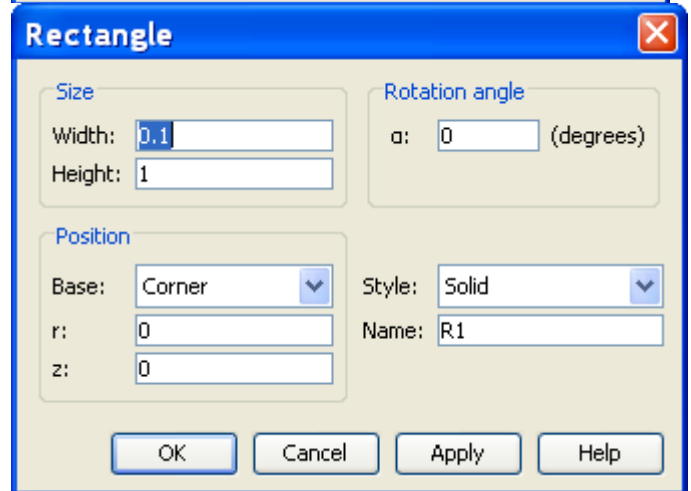 Rectangle
Size
Width: 0.1
Height: 1
Rotation angle
α: 0 (degrees)
Position
Base: Corner
r: 0
z: 0
Style: Solid
Name: R1
OK Cancel Apply Help